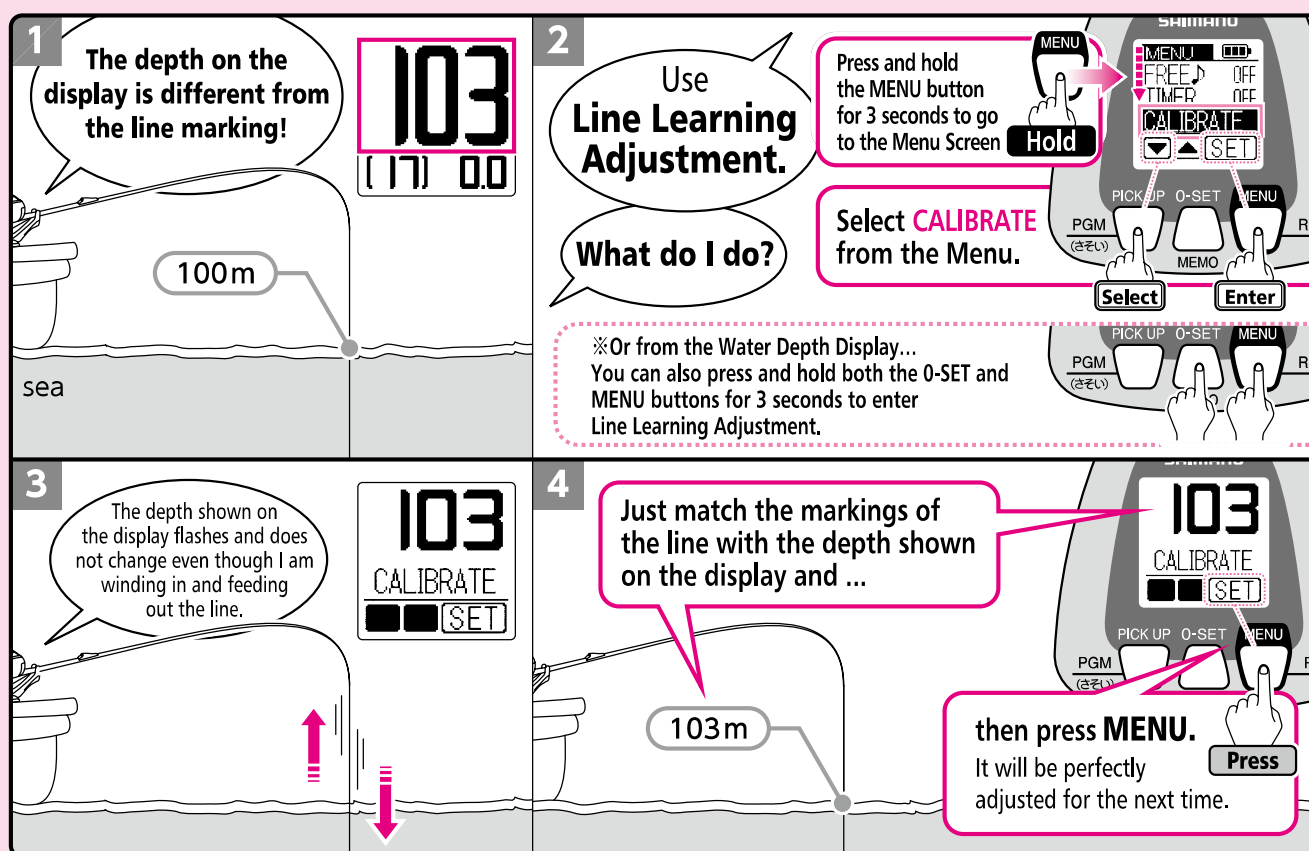 1
The depth on the
display is different from
the line marking!
103
(17) 0.0
100m
sea
2
Use
Line Learning
Adjustment.
What do I do?
Press and hold
the MENU button
for 3 seconds to go
to the Menu Screen
MENU
Hold
SHIMANO
MENU
FREE♪ OFF
TIMER OFF
CALIBRATE
▼ ▲ SET
Select CALIBRATE
from the Menu.
PICK UP 0-SET MENU
PGM R
(さそい)
MEMO
Select Enter
※Or from the Water Depth Display...
You can also press and hold both the 0-SET and
MENU buttons for 3 seconds to enter
Line Learning Adjustment.
PICK UP 0-SET MENU
PGM R
(さそい)
3
The depth shown on
the display flashes and does
not change even though I am
winding in and feeding
out the line.
103
CALIBRATE
SET
4
Just match the markings of
the line with the depth shown
on the display and ...
103m
SHIMANO
103
CALIBRATE
SET
PICK UP 0-SET MENU
PGM
(さそい)
then press MENU.
It will be perfectly
adjusted for the next time.
Press